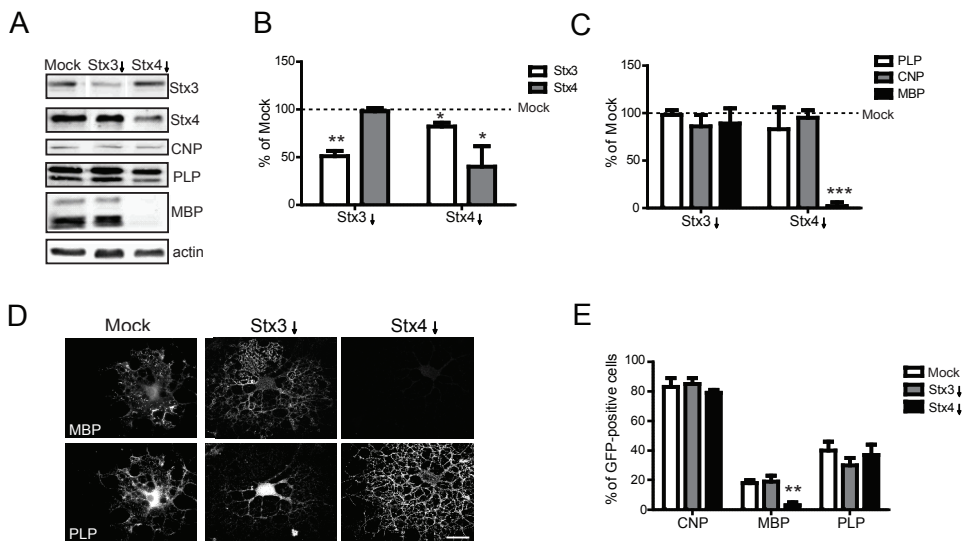 A
Mock Stx3↓ Stx4↓
Stx3
Stx4
CNP
PLP
MBP
actin
B
% of Mock
150
100
50
0
**
*
*
Mock
Stx3↓
Stx4↓
Stx3
Stx4
C
% of Mock
150
100
50
0
***
Mock
Stx3↓
Stx4↓
PLP
CNP
MBP
D
Mock
Stx3↓
Stx4↓
MBP
PLP
E
% of GFP-positive cells
100
80
60
40
20
0
**
CNP
MBP
PLP
Mock
Stx3↓
Stx4↓